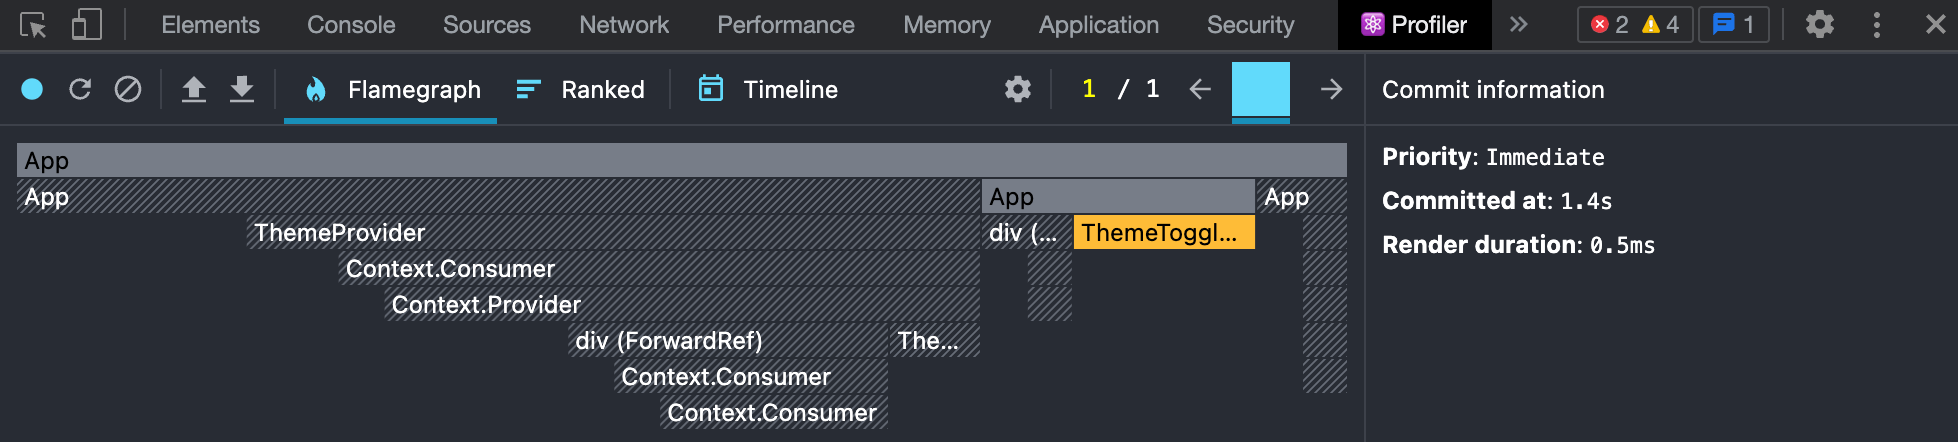 Elements Console Sources Network Performance Memory Application Security Profiler » 2 4 1
Flamegraph Ranked Timeline 1 / 1 Commit information
App
App App App
ThemeProvider div (... ThemeToggl...
Context.Consumer
Context.Provider
div (ForwardRef) The...
Context.Consumer
Context.Consumer
Priority: Immediate
Committed at: 1.4s
Render duration: 0.5ms